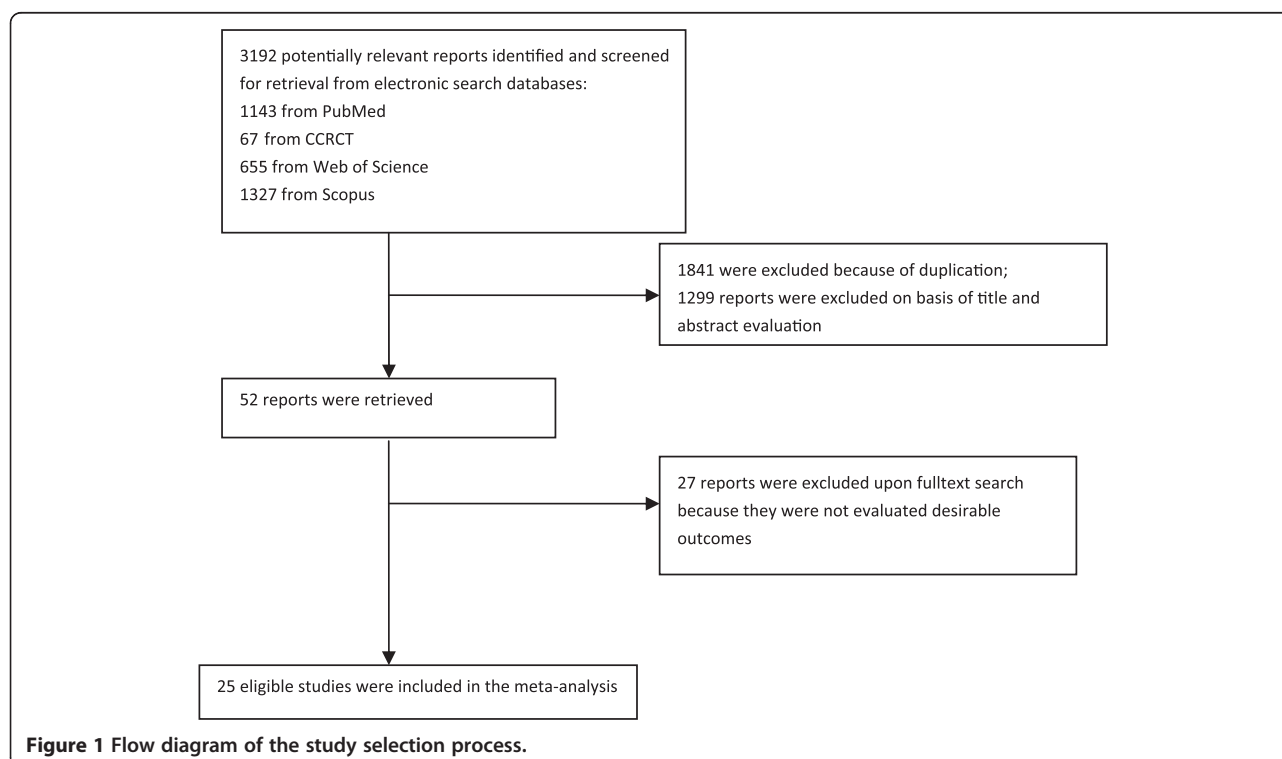 3192 potentially relevant reports identified and screened
for retrieval from electronic search databases:
1143 from PubMed
67 from CCRCT
655 from Web of Science
1327 from Scopus
1841 were excluded because of duplication;
1299 reports were excluded on basis of title and
abstract evaluation
52 reports were retrieved
27 reports were excluded upon fulltext search
because they were not evaluated desirable
outcomes
25 eligible studies were included in the meta-analysis
Figure 1 Flow diagram of the study selection process.